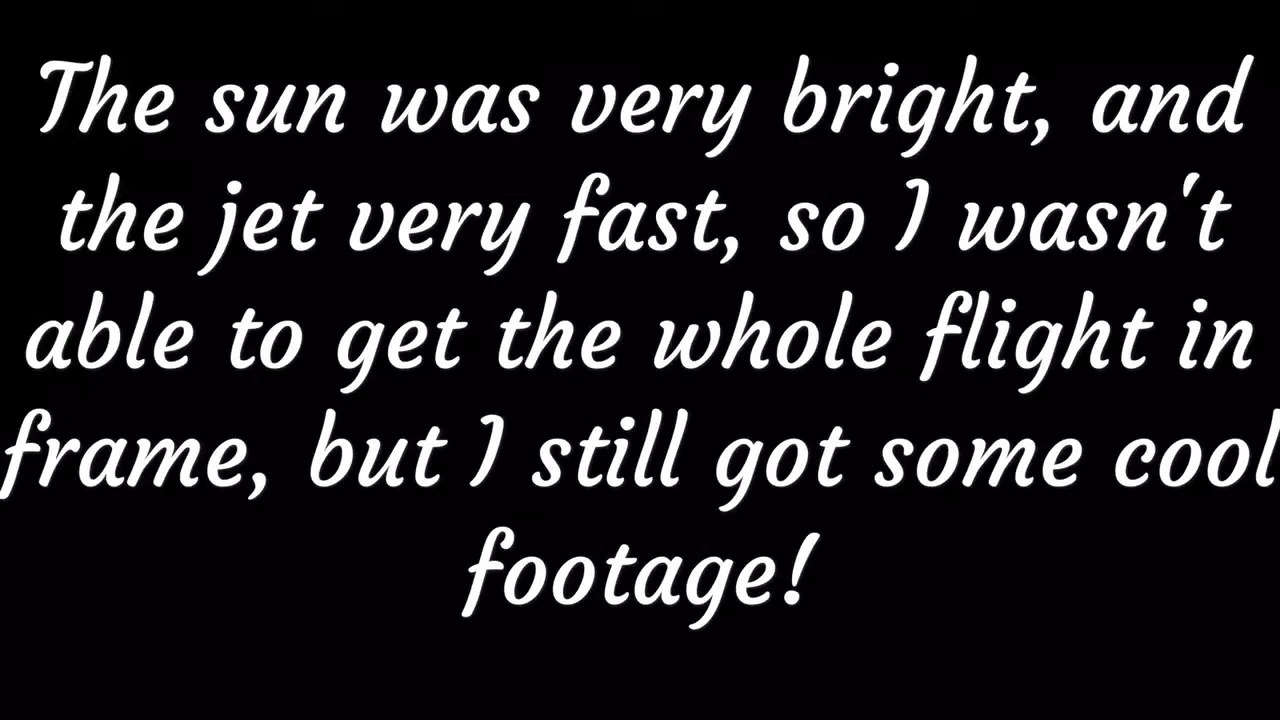 The sun was very bright, and
the jet very fast, so I wasn't
able to get the whole flight in
frame, but I still got some cool
footage!